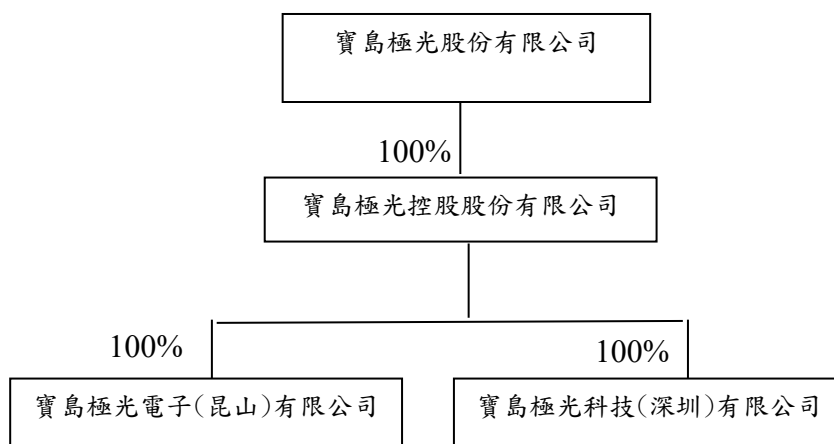 寶島極光股份有限公司
100%
寶島極光控股股份有限公司
100%
100%
寶島極光電子(昆山)有限公司
寶島極光科技(深圳)有限公司